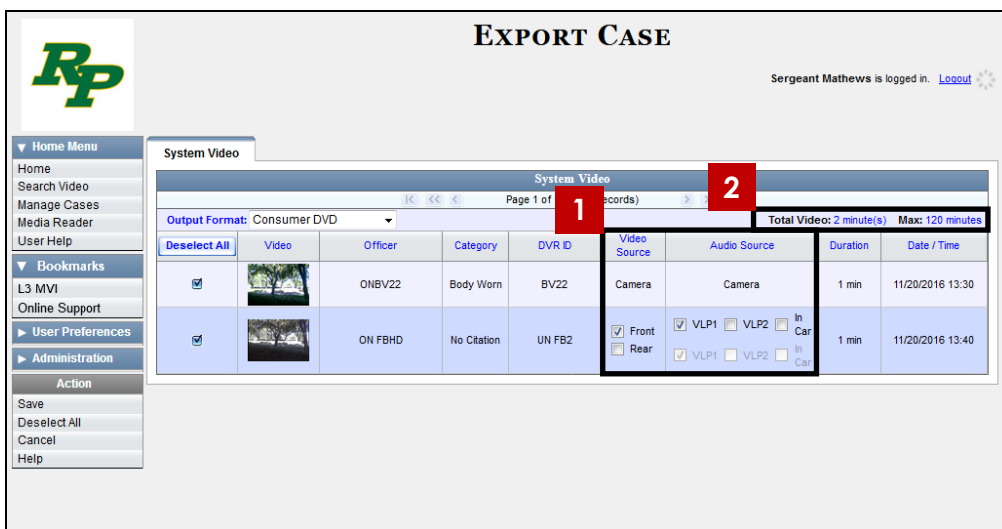 EXPORT CASE
RP
Sergeant Mathews is logged in. Logout
Home Menu
Home
Search Video
Manage Cases
Media Reader
User Help
Bookmarks
L3 MVI
Online Support
User Preferences
Administration
Action
Save
Deselect All
Cancel
Help
System Video
System Video
Page 1 of ecords)
1
2
Output Format: Consumer DVD
Total Video: 2 minute(s) Max: 120 minutes
Deselect All Video Officer Category DVR ID Video Source Audio Source Duration Date / Time
ONBV22 Body Worn BV22 Camera Camera 1 min 11/20/2016 13:30
ON FBHD No Citation UN FB2 Front VLP1 VLP2 In Car 1 min 11/20/2016 13:40
Rear VLP1 VLP2 In Car